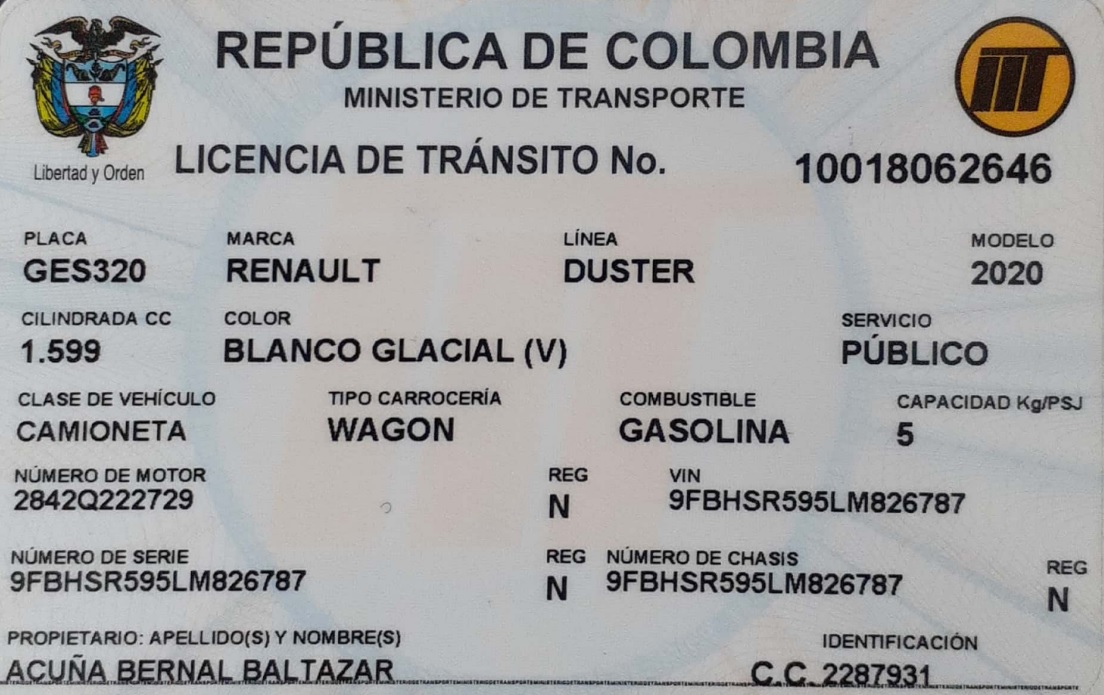 REPÚBLICA DE COLOMBIA
MINISTERIO DE TRANSPORTE
Libertad y Orden
LICENCIA DE TRÁNSITO No. 10018062646
PLACA MARCA LÍNEA MODELO
GES320 RENAULT DUSTER 2020
CILINDRADA CC COLOR SERVICIO
1.599 BLANCO GLACIAL (V) PÚBLICO
CLASE DE VEHÍCULO TIPO CARROCERÍA COMBUSTIBLE CAPACIDAD Kg/PSJ
CAMIONETA WAGON GASOLINA 5
NÚMERO DE MOTOR REG VIN
2842Q222729 N 9FBHSR595LM826787
NÚMERO DE SERIE REG NÚMERO DE CHASIS REG
9FBHSR595LM826787 N 9FBHSR595LM826787 N
PROPIETARIO: APELLIDO(S) Y NOMBRE(S) IDENTIFICACIÓN
ACUÑA BERNAL BALTAZAR C.C. 2287931